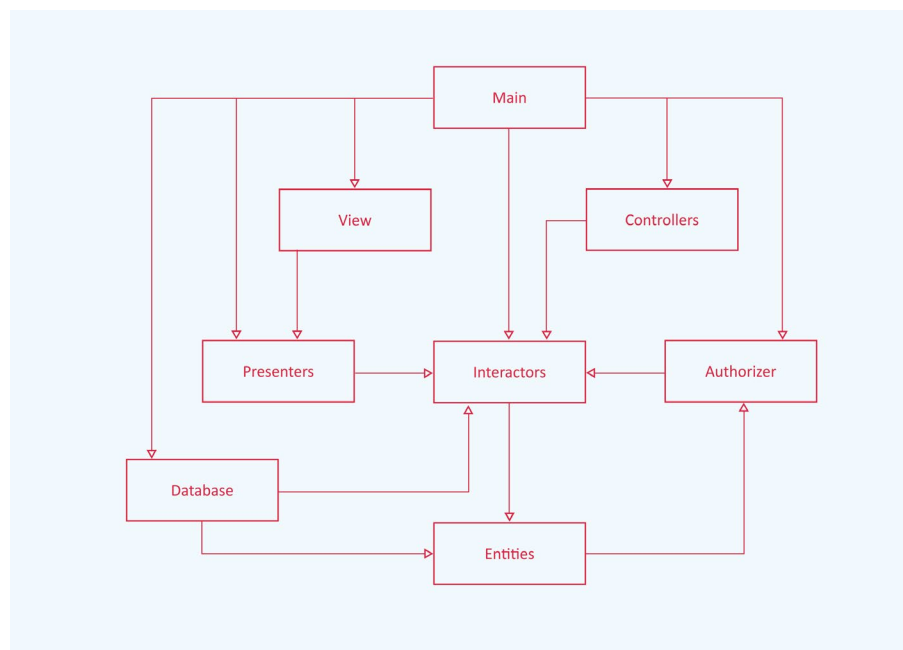 Main
View
Controllers
Presenters
Interactors
Authorizer
Database
Entities